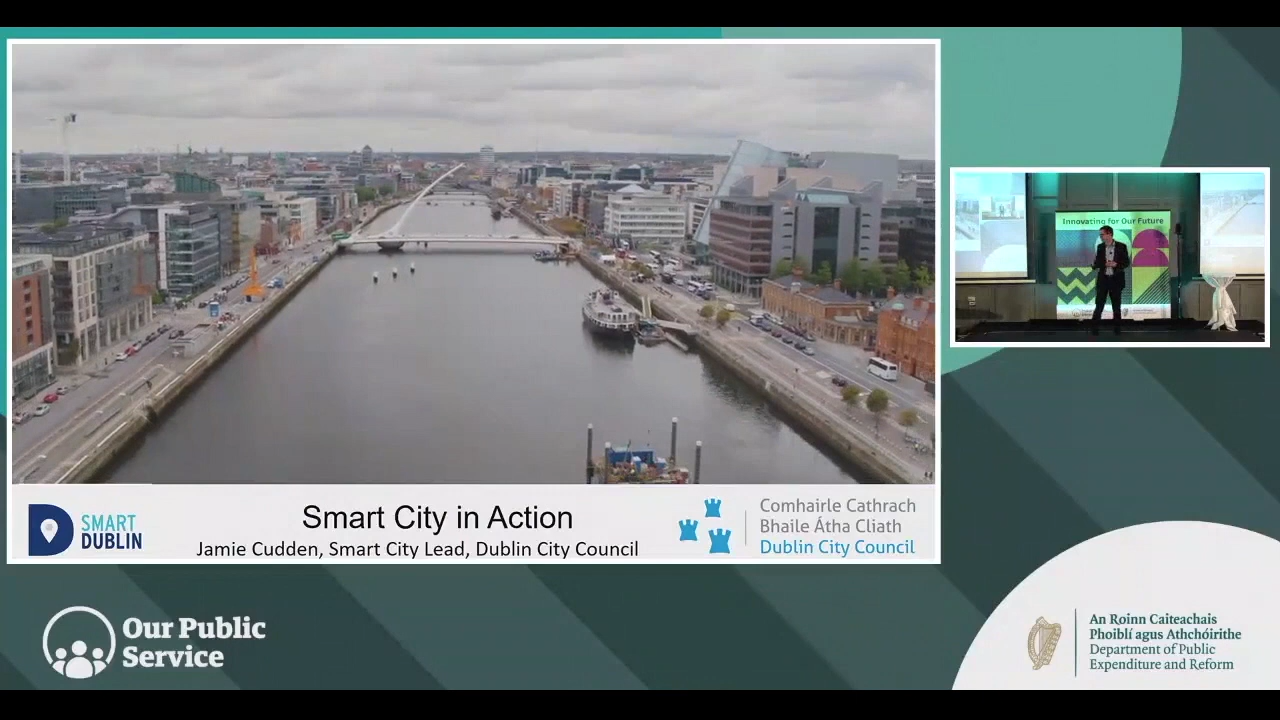 Innovating for Our Future
SMART
DUBLIN
Smart City in Action
Jamie Cudden, Smart City Lead, Dublin City Council
Comhairle Cathrach
Bhaile Átha Cliath
Dublin City Council
Our Public
Service
An Roinn Caiteachais
Phoiblí agus Athchóirithe
Department of Public
Expenditure and Reform